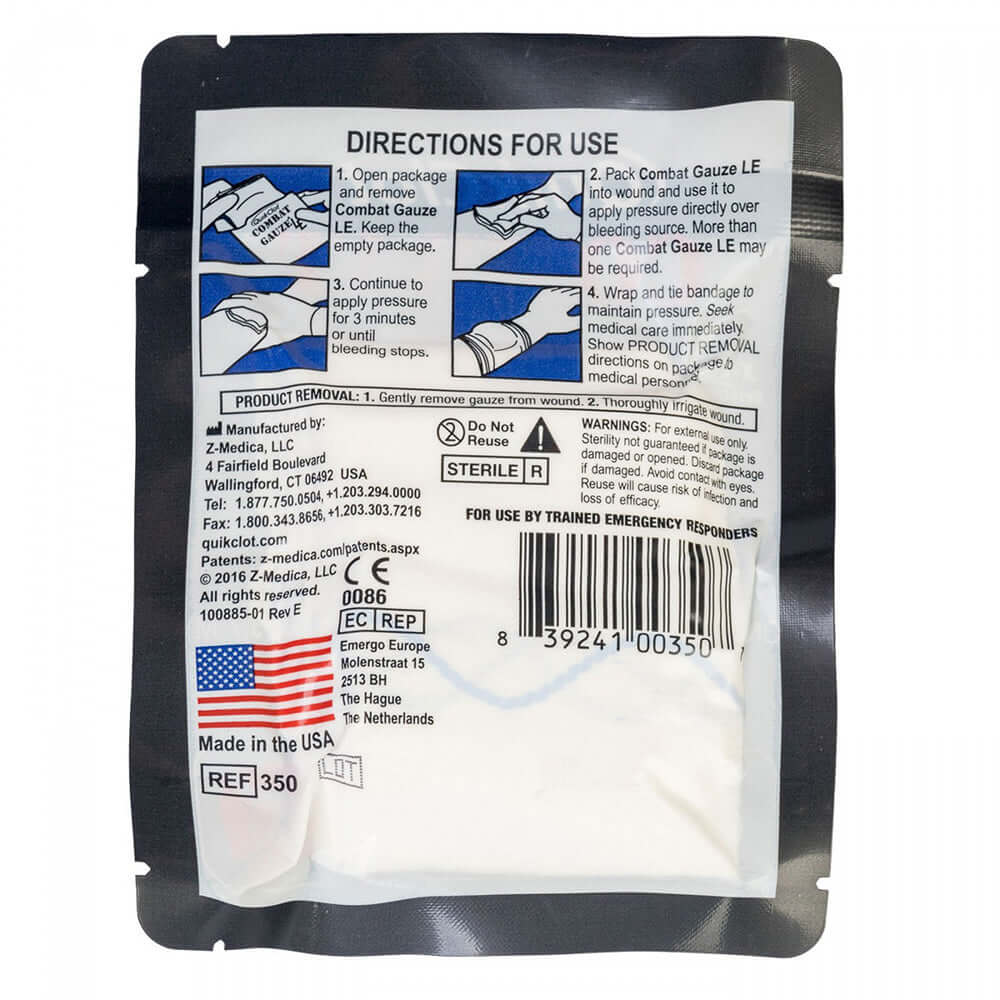 DIRECTIONS FOR USE
QuikClot
COMBAT
GAUZE LE
1. Open package
and remove
Combat Gauze
LE. Keep the
empty package.
2. Pack Combat Gauze LE
into wound and use it to
apply pressure directly over
bleeding source. More than
one Combat Gauze LE may
be required.
3. Continue to
apply pressure
for 3 minutes
or until
bleeding stops.
4. Wrap and tie bandage to
maintain pressure. Seek
medical care immediately.
Show PRODUCT REMOVAL
directions on package to
medical personnel.
PRODUCT REMOVAL: 1. Gently remove gauze from wound. 2. Thoroughly irrigate wound.
Manufactured by:
Z-Medica, LLC
4 Fairfield Boulevard
Wallingford, CT 06492 USA
Tel: 1.877.750.0504, +1.203.294.0000
Fax: 1.800.343.8656, +1.203.303.7216
quikclot.com
Patents: z-medica.com/patents.aspx
© 2016 Z-Medica, LLC
All rights reserved.
100885-01 Rev E
2
Do Not
Reuse
STERILE R
WARNINGS: For external use only.
Sterility not guaranteed if package is
damaged or opened. Discard package
if damaged. Avoid contact with eyes.
Reuse will cause risk of infection and
loss of efficacy.
FOR USE BY TRAINED EMERGENCY RESPONDERS
CE
0086
EC REP
Emergo Europe
Molenstraat 15
2513 BH
The Hague
The Netherlands
8 39241 00350
Made in the USA
REF 350
LOT